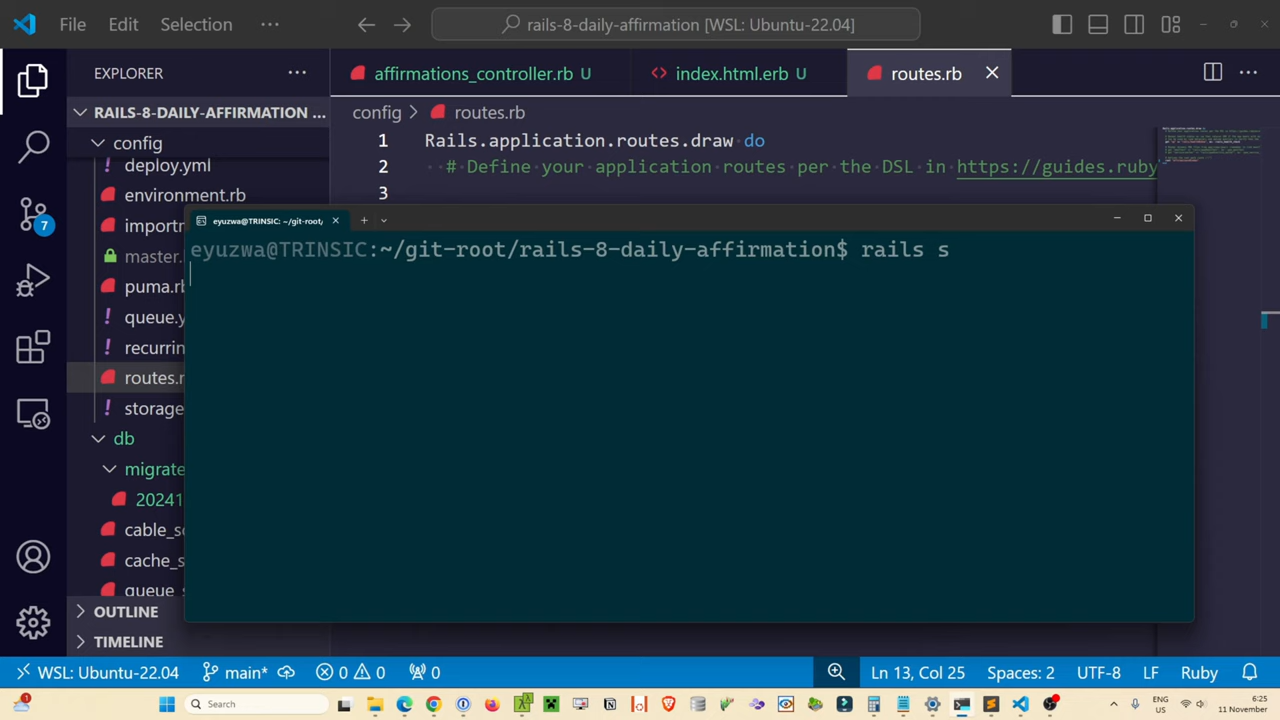 File Edit Selection ··· rails-8-daily-affirmation [WSL: Ubuntu-22.04]
EXPLORER ···
affirmations_controller.rb U
index.html.erb U
routes.rb
RAILS-8-DAILY-AFFIRMATION ...
config > routes.rb
config
deploy.yml
environment.rb
importr
master.
puma.rb
queue.y
recurrin
routes.r
storage
db
migrate
20241
cable_se
cache_s
queue_s
OUTLINE
TIMELINE
7
1 Rails.application.routes.draw do
2 # Define your application routes per the DSL in https://guides.ruby
3
eyuzwa@TRINSIC: ~/git-root/
eyuzwa@TRINSIC:~/git-root/rails-8-daily-affirmation$ rails s
WSL: Ubuntu-22.04 main* 0 0 0 Ln 13, Col 25 Spaces: 2 UTF-8 LF Ruby
1 Search ENG US 6:25 11 November